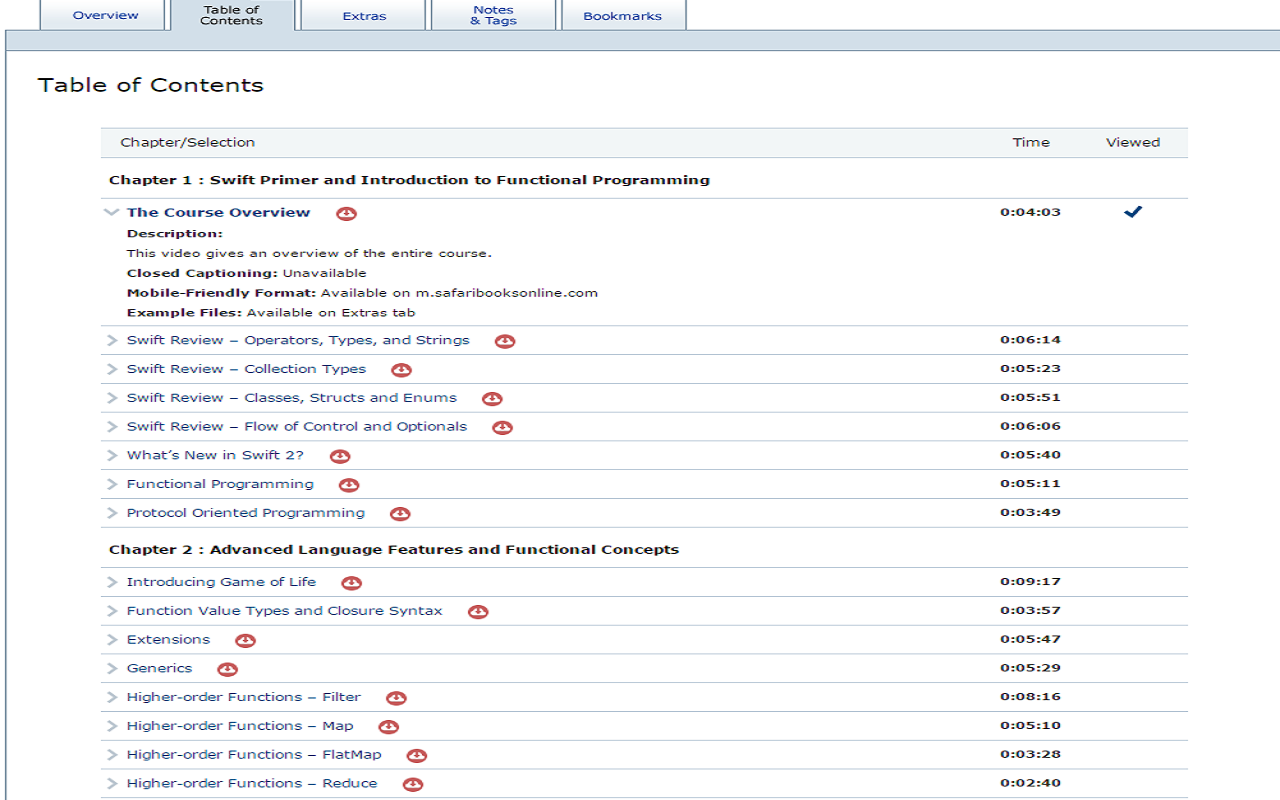 Overview
Table of
Contents
Extras
Notes
& Tags
Bookmarks
Table of Contents
Chapter/Selection Time Viewed
Chapter 1 : Swift Primer and Introduction to Functional Programming
The Course Overview 0:04:03
Description:
This video gives an overview of the entire course.
Closed Captioning: Unavailable
Mobile-Friendly Format: Available on m.safaribooksonline.com
Example Files: Available on Extras tab
Swift Review – Operators, Types, and Strings 0:06:14
Swift Review – Collection Types 0:05:23
Swift Review – Classes, Structs and Enums 0:05:51
Swift Review – Flow of Control and Optionals 0:06:06
What’s New in Swift 2? 0:05:40
Functional Programming 0:05:11
Protocol Oriented Programming 0:03:49
Chapter 2 : Advanced Language Features and Functional Concepts
Introducing Game of Life 0:09:17
Function Value Types and Closure Syntax 0:03:57
Extensions 0:05:47
Generics 0:05:29
Higher-order Functions – Filter 0:08:16
Higher-order Functions – Map 0:05:10
Higher-order Functions – FlatMap 0:03:28
Higher-order Functions – Reduce 0:02:40